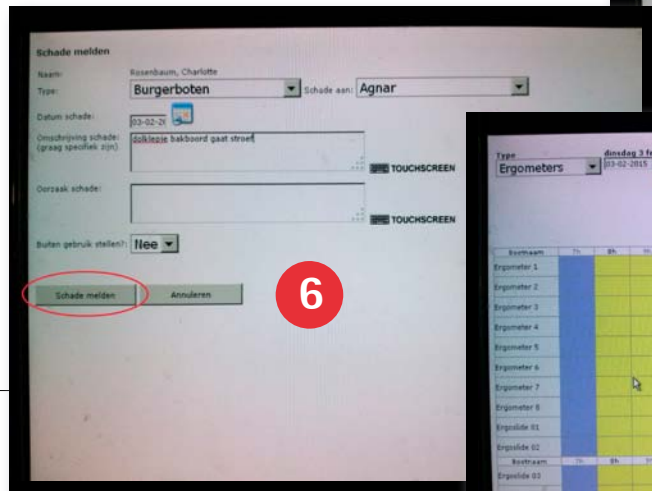 Schade melden
Naam: Rosenbaum, Charlotte
Type: Burgerboten Schade aan: Agnar
Datum schade: 03-02-20
Omschrijving schade: dolklepje bakboord gaat stroef
(graag specifiek zijn)
TOUCHSCREEN
Oorzaak schade:
TOUCHSCREEN
Buiten gebruik stellen?: Nee
Schade melden Annuleren
6
Type dinsdag 3 fe
Ergometers 03-02-2015
Bootnaam 7h 8h 9h
Ergometer 1
Ergometer 2
Ergometer 3
Ergometer 4
Ergometer 5
Ergometer 6
Ergometer 7
Ergometer 8
Ergoslide 01
Ergoslide 02
Bootnaam 7h 8h
Ergoslide 03